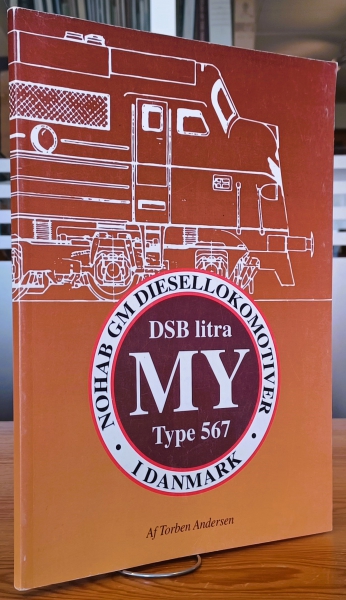 NOHAB GM DIESELLOKOMOTIVER
DSB litra
MY
Type 567
• I DANMARK •
Af Torben Andersen